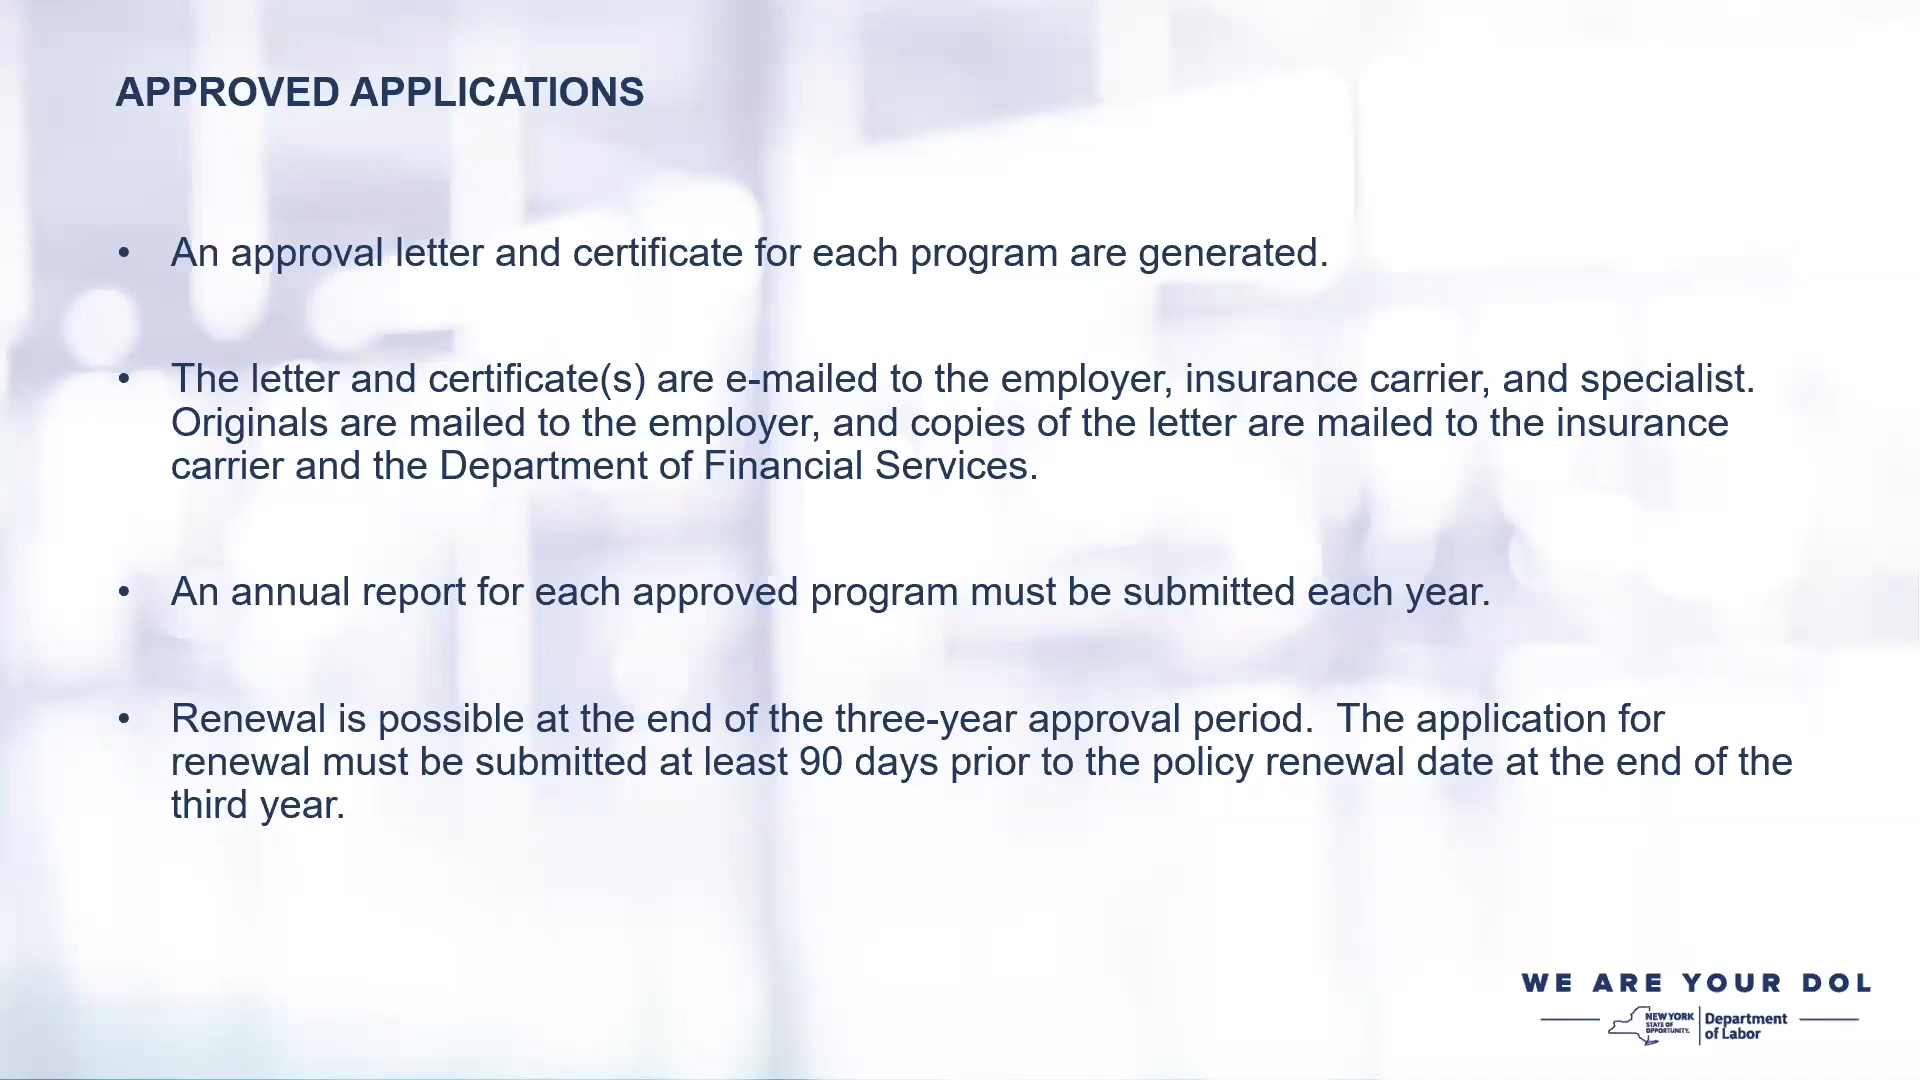 APPROVED APPLICATIONS
• An approval letter and certificate for each program are generated.
• The letter and certificate(s) are e-mailed to the employer, insurance carrier, and specialist.
Originals are mailed to the employer, and copies of the letter are mailed to the insurance
carrier and the Department of Financial Services.
• An annual report for each approved program must be submitted each year.
• Renewal is possible at the end of the three-year approval period.  The application for
renewal must be submitted at least 90 days prior to the policy renewal date at the end of the
third year.
WE ARE YOUR DOL
NEW YORK
STATE OF
OPPORTUNITY.
Department
of Labor